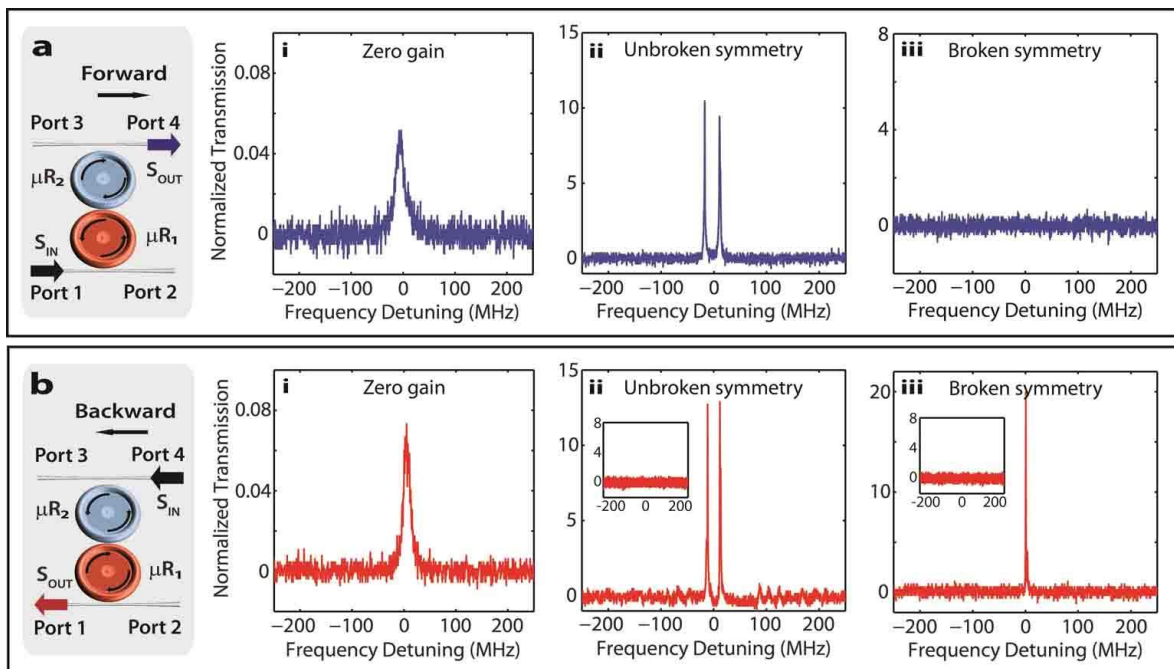 a
Forward
Port 3 Port 4
μR2
SOUT
SIN
μR1
Port 1 Port 2
Normalized Transmission
i Zero gain
0.08
0.04
0
−200 −100 0 100 200
Frequency Detuning (MHz)
ii Unbroken symmetry
15
10
5
0
−200 −100 0 100 200
Frequency Detuning (MHz)
iii Broken symmetry
8
4
0
−200 −100 0 100 200
Frequency Detuning (MHz)
b
Backward
Port 3 Port 4
SIN
μR2
SOUT
μR1
Port 1 Port 2
Normalized Transmission
i Zero gain
0.08
0.04
0
−200 −100 0 100 200
Frequency Detuning (MHz)
ii Unbroken symmetry
15
10
5
0
8
4
0
-200 0 200
−200 −100 0 100 200
Frequency Detuning (MHz)
iii Broken symmetry
20
10
0
8
4
0
-200 0 200
−200 −100 0 100 200
Frequency Detuning (MHz)